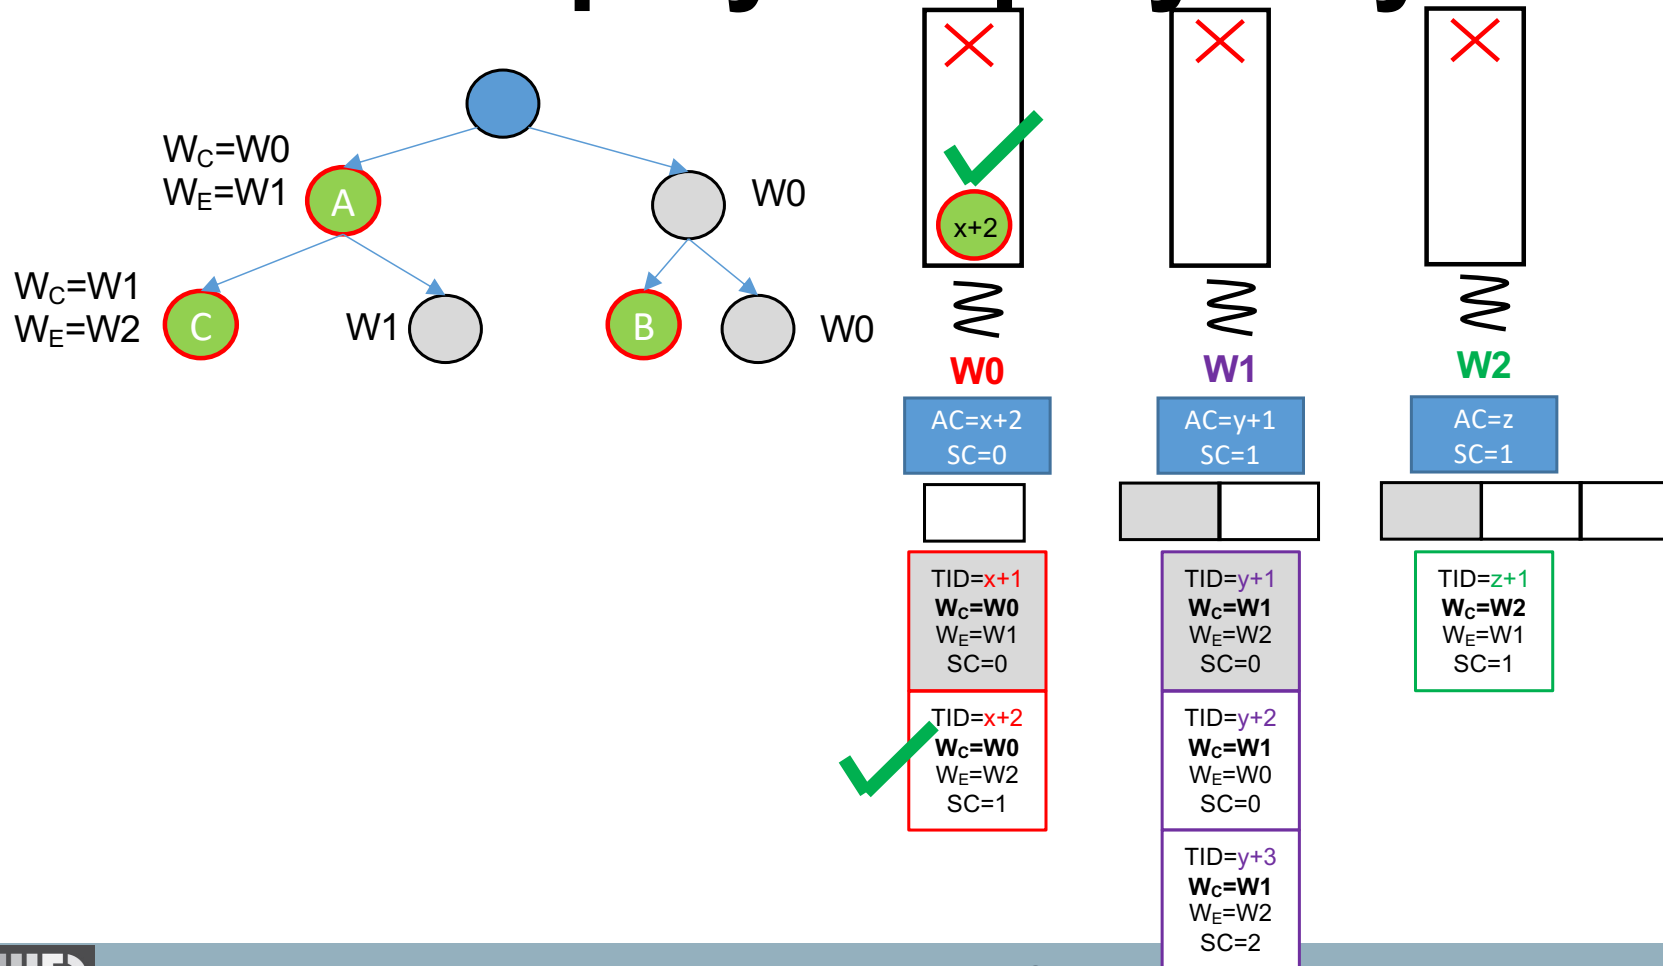 W_C=W0
W_E=W1
A
W0
W_C=W1
W_E=W2
C
W1
B
W0
x+2
W0
W1
W2
AC=x+2
SC=0
AC=y+1
SC=1
AC=z
SC=1
TID=x+1
W_C=W0
W_E=W1
SC=0
TID=x+2
W_C=W0
W_E=W2
SC=1
TID=y+1
W_C=W1
W_E=W2
SC=0
TID=y+2
W_C=W1
W_E=W0
SC=0
TID=y+3
W_C=W1
W_E=W2
SC=2
TID=z+1
W_C=W2
W_E=W1
SC=1